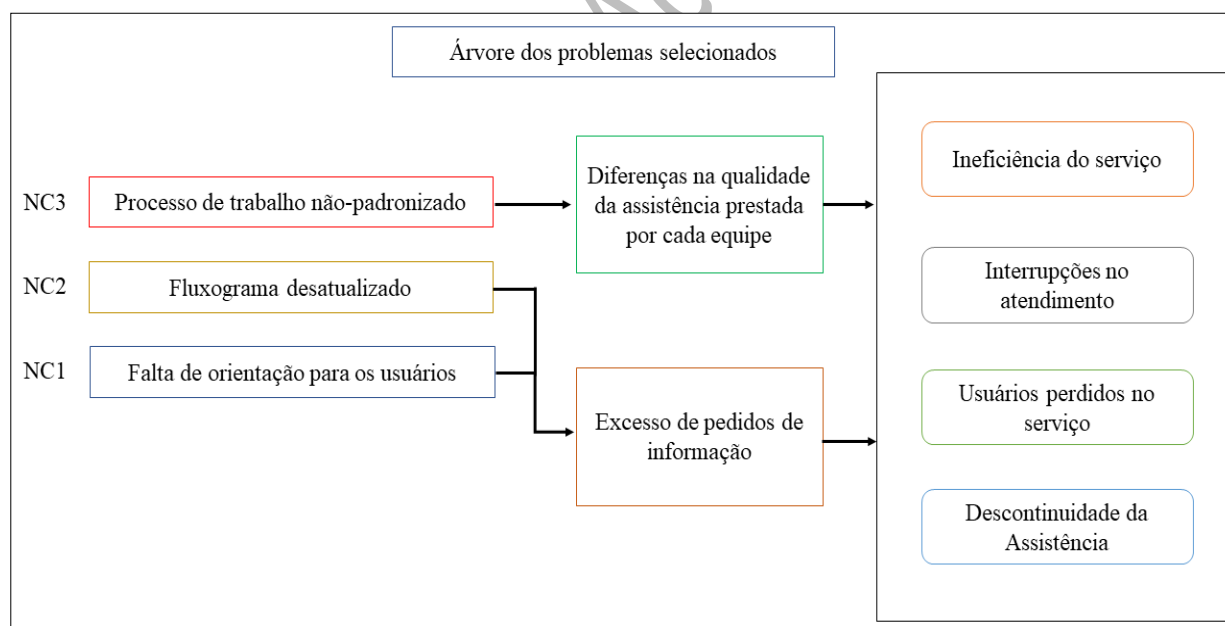 Árvore dos problemas selecionados
NC3
Processo de trabalho não-padronizado
NC2
Fluxograma desatualizado
NC1
Falta de orientação para os usuários
Diferenças na qualidade
da assistência prestada
por cada equipe
Excesso de pedidos de
informação
Ineficiência do serviço
Interrupções no
atendimento
Usuários perdidos no
serviço
Descontinuidade da
Assistência